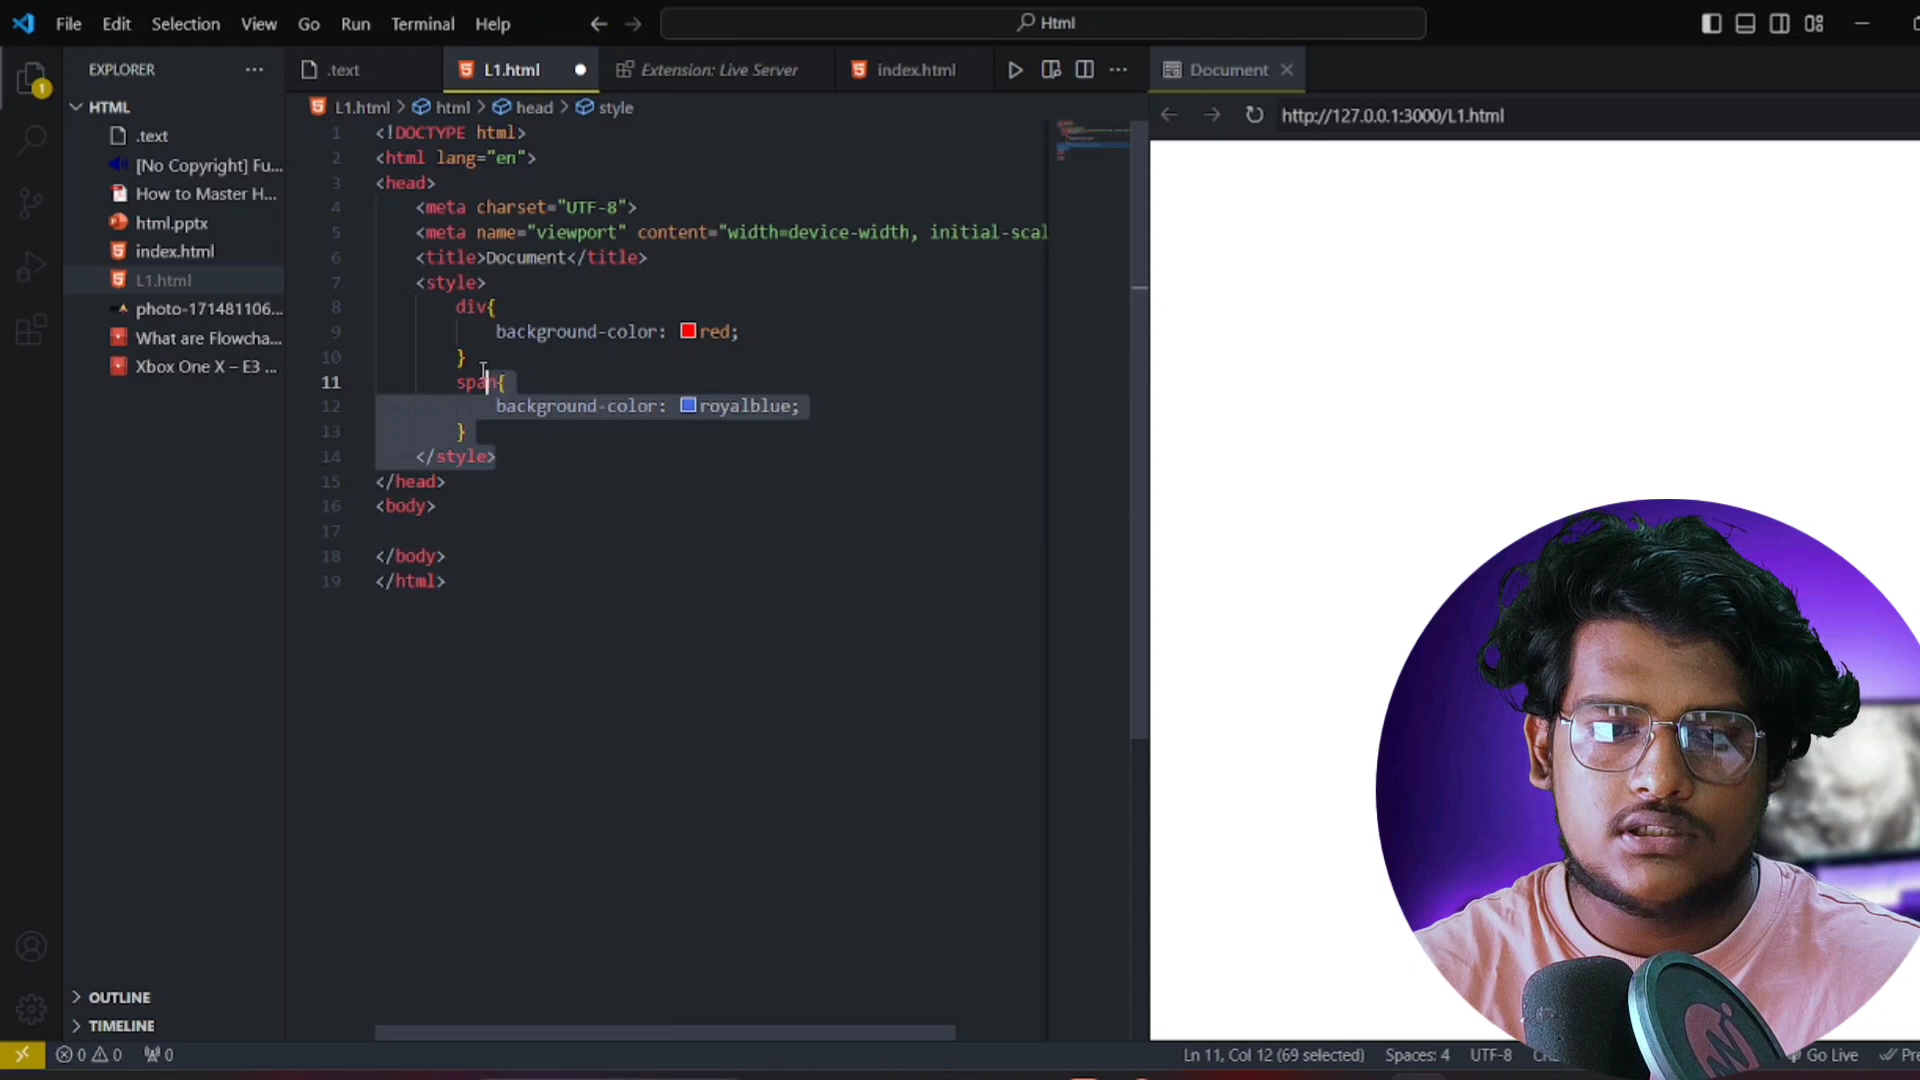 File Edit Selection View Go Run Terminal Help
Html
EXPLORER
.text
L1.html
Extension: Live Server
index.html
Document
1
HTML
L1.html > html > head > style
http://127.0.0.1:3000/L1.html
.text
[No Copyright] Fu...
How to Master H...
html.pptx
index.html
L1.html
photo-171481106...
What are Flowcha...
Xbox One X – E3 ...
1 <!DOCTYPE html>
2 <html lang="en">
3 <head>
4 <meta charset="UTF-8">
5 <meta name="viewport" content="width=device-width, initial-scal
6 <title>Document</title>
7 <style>
8 div{
9 background-color: red;
10 }
11 span{
12 background-color: royalblue;
13 }
14 </style>
15 </head>
16 <body>
17
18 </body>
19 </html>
OUTLINE
TIMELINE
0 0 0
Ln 11, Col 12 (69 selected) Spaces: 4 UTF-8 Go Live